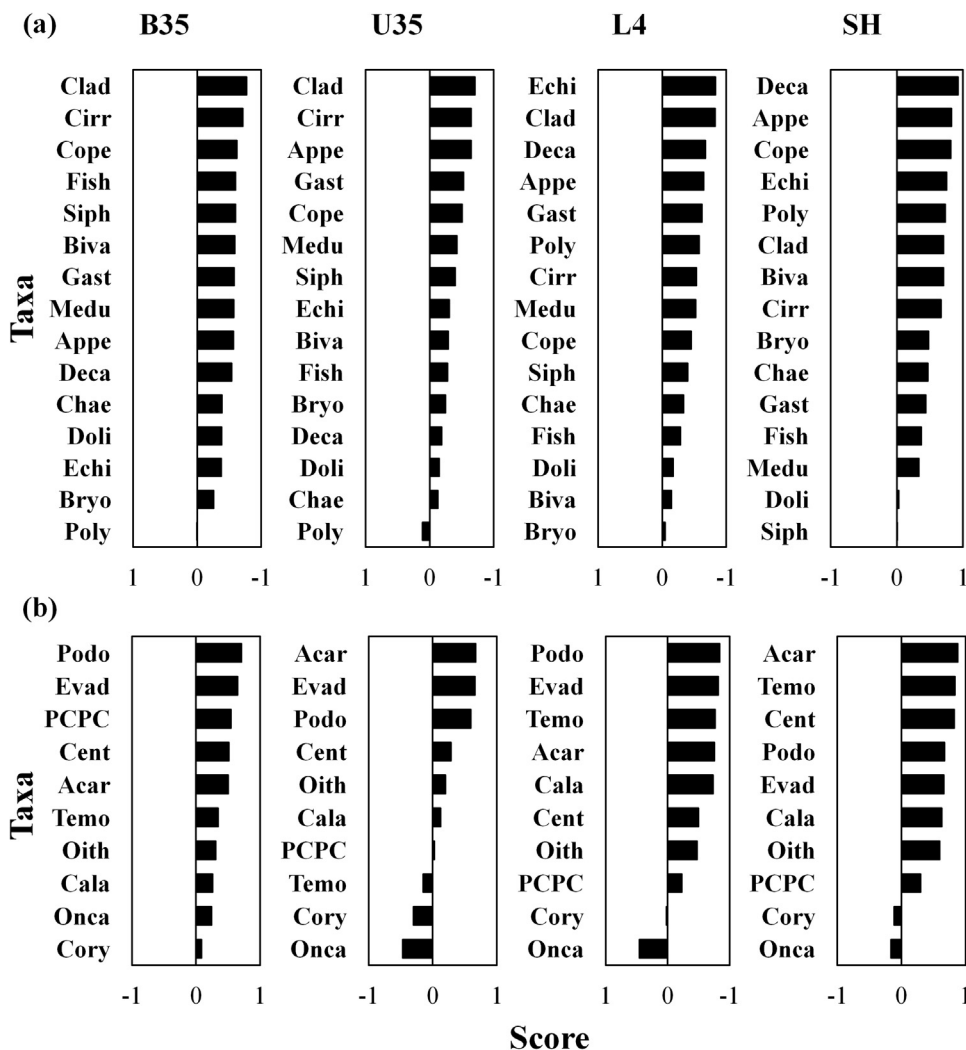 (a)
B35 U35 L4 SH
Taxa
Clad Clad Echi Deca
Cirr Cirr Clad Appe
Cope Appe Deca Cope
Fish Gast Appe Echi
Siph Cope Gast Poly
Biva Medu Poly Clad
Gast Siph Cirr Biva
Medu Echi Medu Cirr
Appe Biva Cope Bryo
Deca Fish Siph Chae
Chae Bryo Chae Gast
Doli Deca Fish Fish
Echi Doli Doli Medu
Bryo Chae Biva Doli
Poly Poly Bryo Siph
1 0 -1 1 0 -1 1 0 -1 -1 0 1
(b)
Taxa
Podo Acar Podo Acar
Evad Evad Evad Temo
PCPC Podo Temo Cent
Cent Cent Acar Podo
Acar Oith Cala Evad
Temo Cala Cent Cala
Oith PCPC Oith Oith
Cala Temo PCPC PCPC
Onca Cory Cory Cory
Cory Onca Onca Onca
-1 0 1 -1 0 1 1 0 -1 -1 0 1
Score